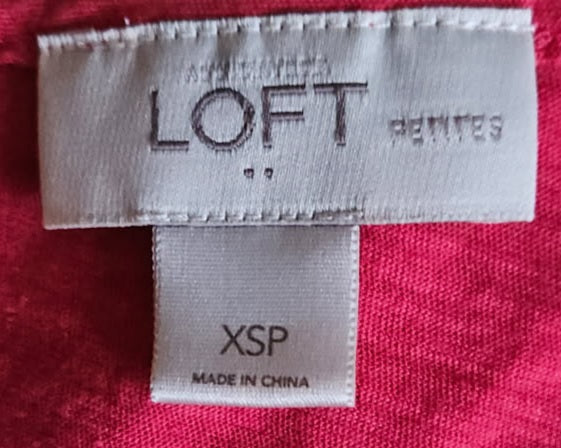 LOFT PETITES
XSP
MADE IN CHINA